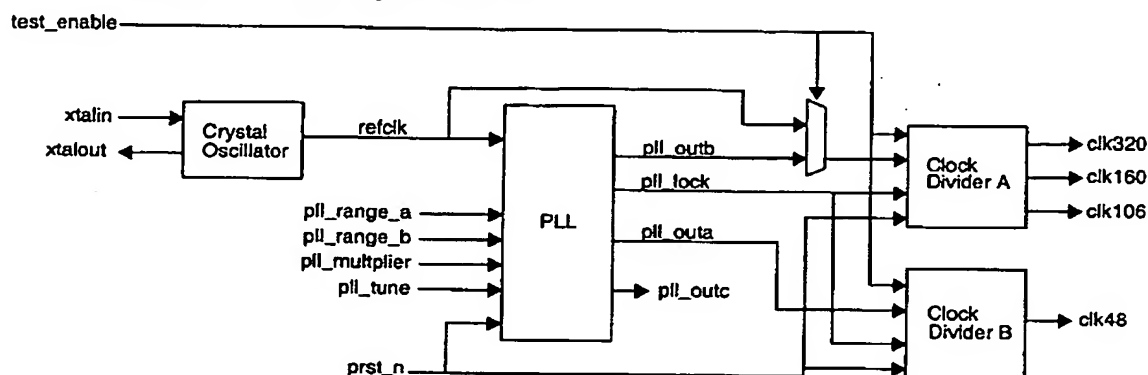 test_enable
xtalin
xtalout
Crystal
Oscillator
refclk
pll_range_a
pll_range_b
pll_multplier
pll_tune
prst_n
PLL
pll_outb
pll_lock
pll_outa
pll_outc
Clock
Divider A
clk320
clk160
clk106
Clock
Divider B
clk48